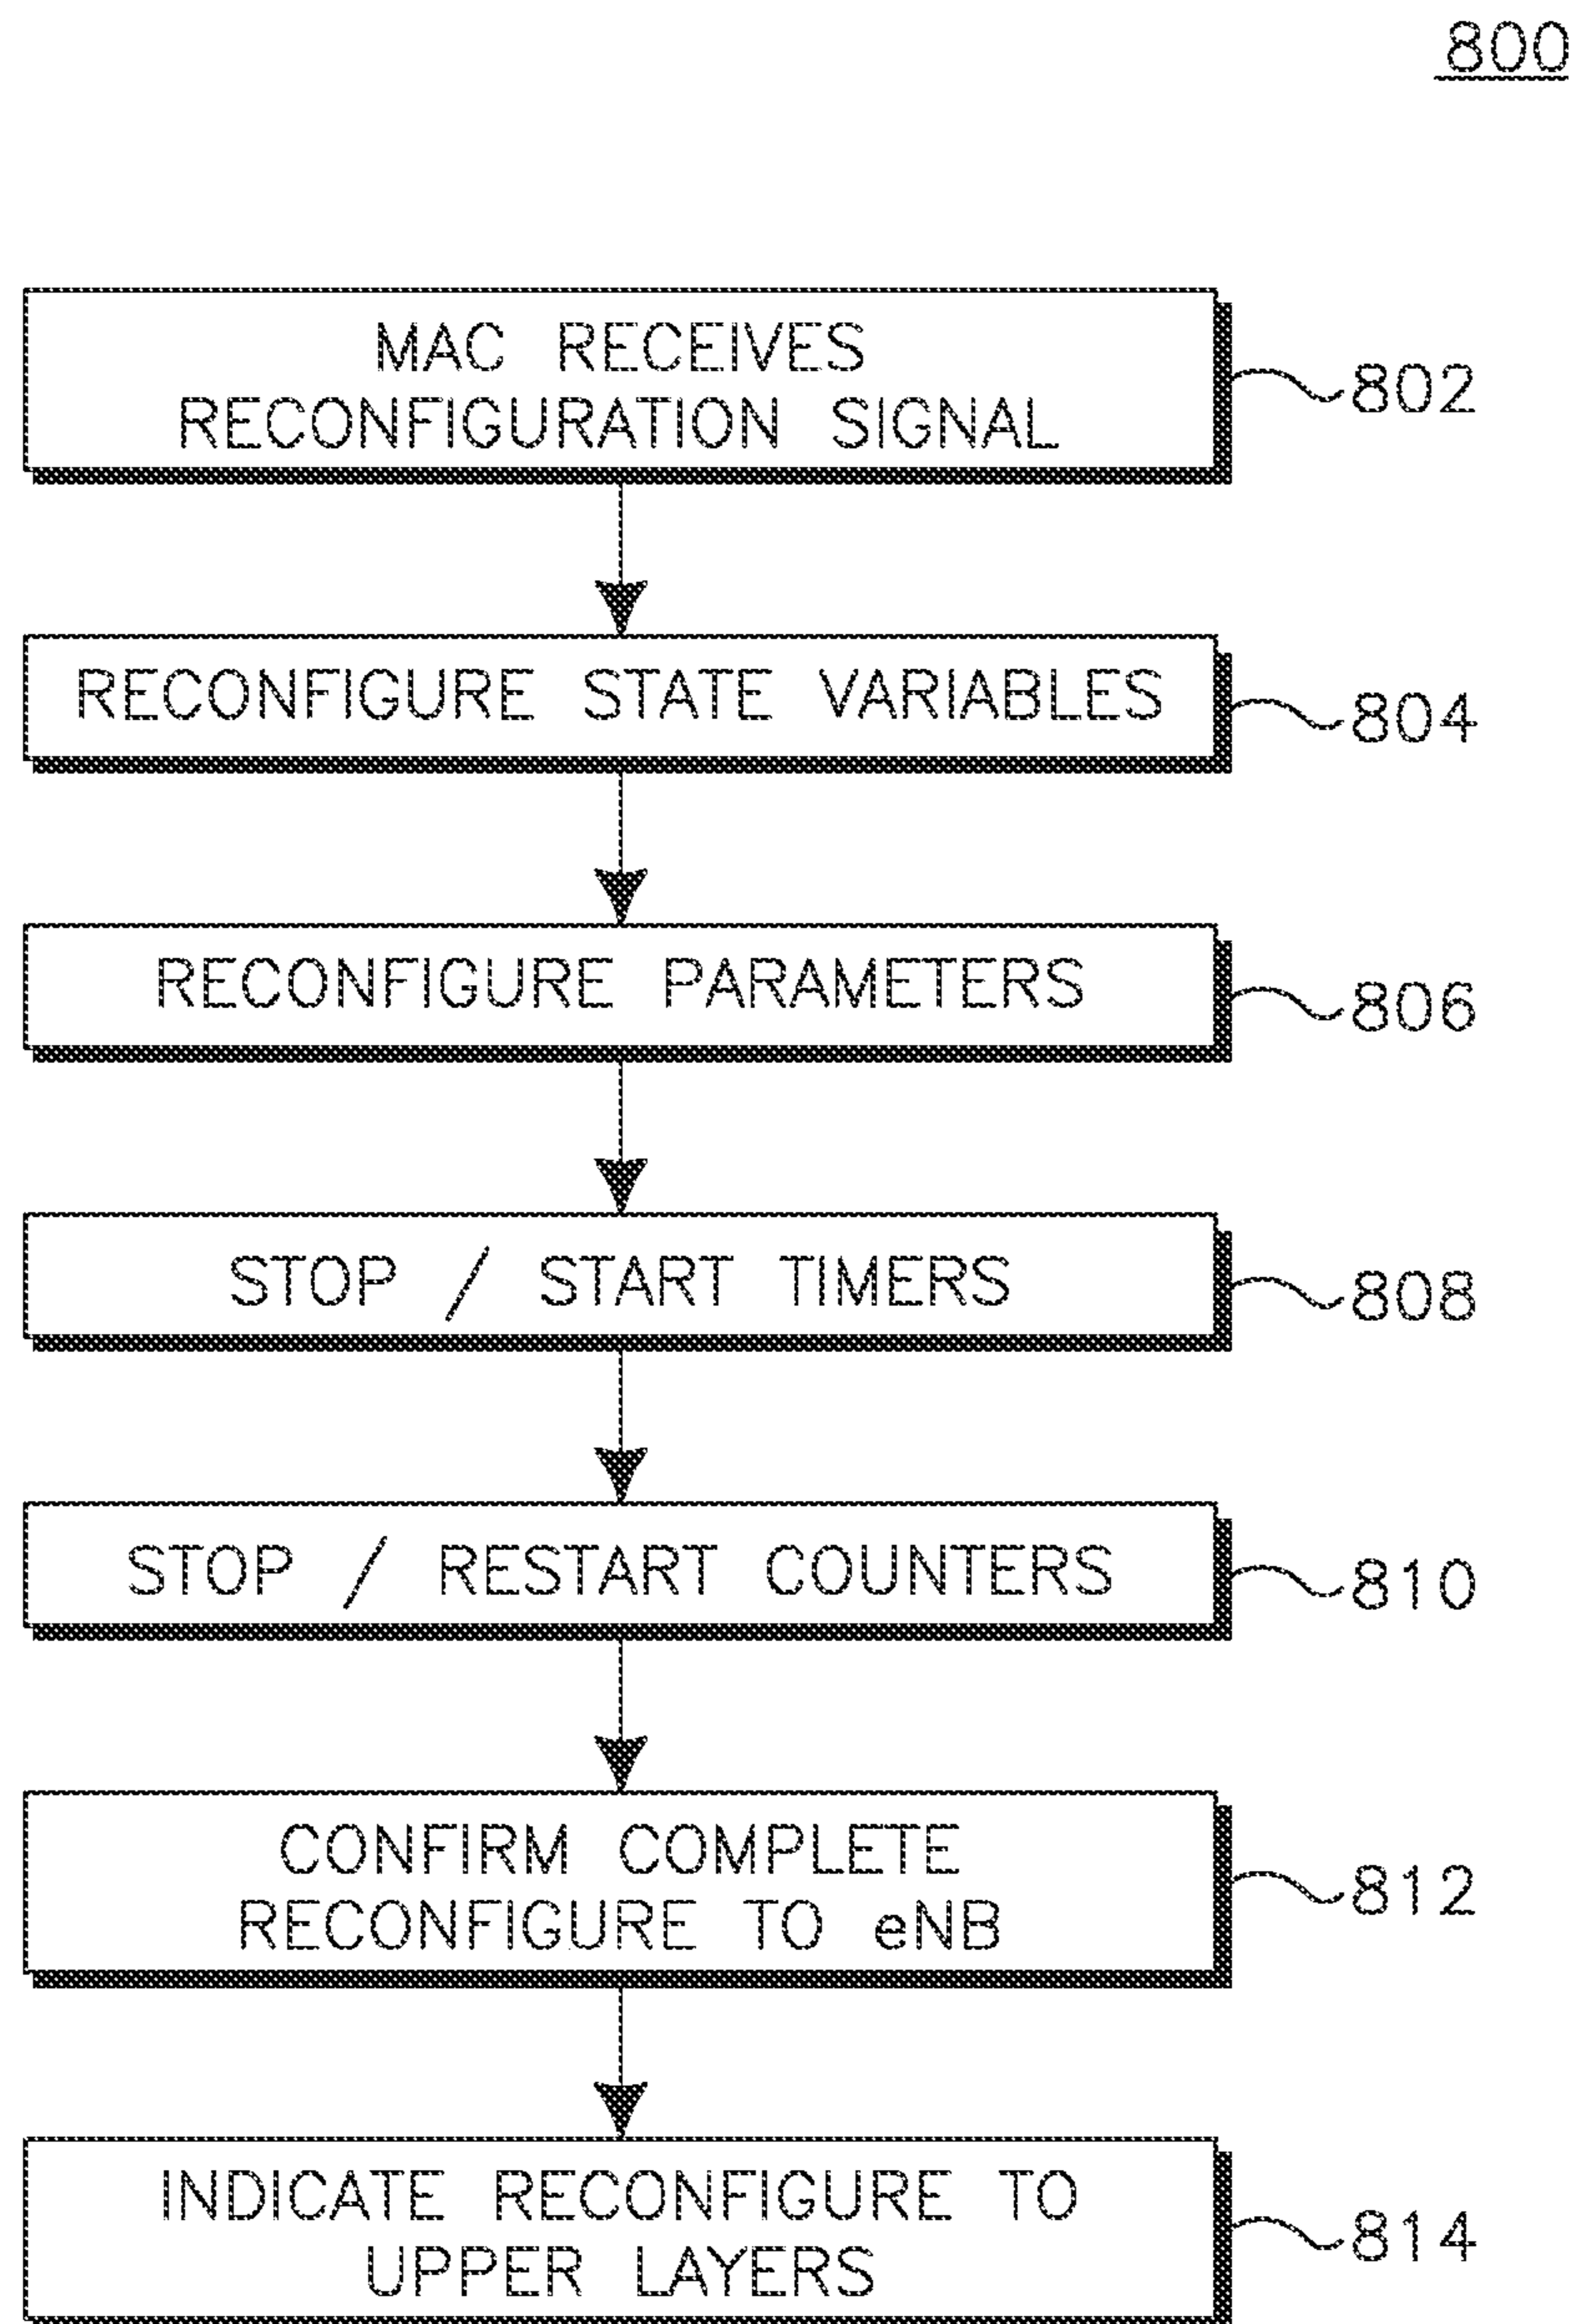 800
MAC RECEIVES
RECONFIGURATION SIGNAL
802
RECONFIGURE STATE VARIABLES
804
RECONFIGURE PARAMETERS
806
STOP / START TIMERS
808
STOP / RESTART COUNTERS
810
CONFIRM COMPLETE
RECONFIGURE TO eNB
812
INDICATE RECONFIGURE TO
UPPER LAYERS
814